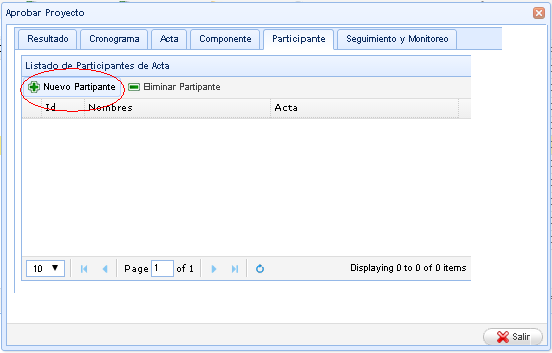 Aprobar Proyecto
Resultado Cronograma Acta Componente Participante Seguimiento y Monitoreo
Listado de Participantes de Acta
Nuevo Partipante Eliminar Partipante
Id Nombres Acta
10 Page 1 of 1 Displaying 0 to 0 of 0 items
Salir